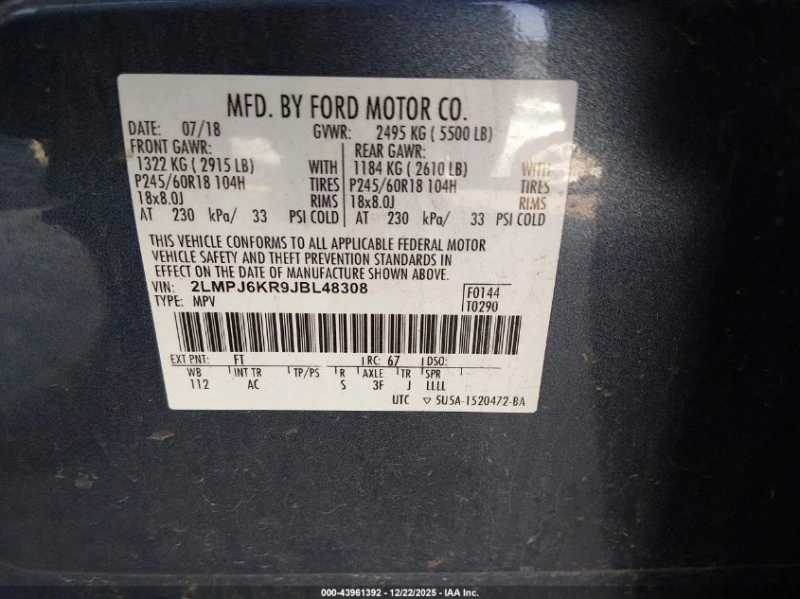 MFD. BY FORD MOTOR CO.
DATE: 07/18 GVWR: 2495 KG ( 5500 LB)
FRONT GAWR: REAR GAWR:
1322 KG ( 2915 LB) WITH 1184 KG ( 2610 LB) WITH
P245/60R18 104H TIRES P245/60R18 104H TIRES
18x8.0J RIMS 18x8.0J RIMS
AT 230 kPa/ 33 PSI COLD AT 230 kPa/ 33 PSI COLD
THIS VEHICLE CONFORMS TO ALL APPLICABLE FEDERAL MOTOR
VEHICLE SAFETY AND THEFT PREVENTION STANDARDS IN
EFFECT ON THE DATE OF MANUFACTURE SHOWN ABOVE.
VIN: 2LMPJ6KR9JBL48308
TYPE: MPV
F0144
T0290
EXT PNT: FT RC: 67 DSO:
WB INT TR TP/PS R AXLE TR SPR
112 AC S 3F J LLLL
UTC ▽ 5U5A-1520472-BA
000-43961392 - 12/22/2025 - IAA Inc.